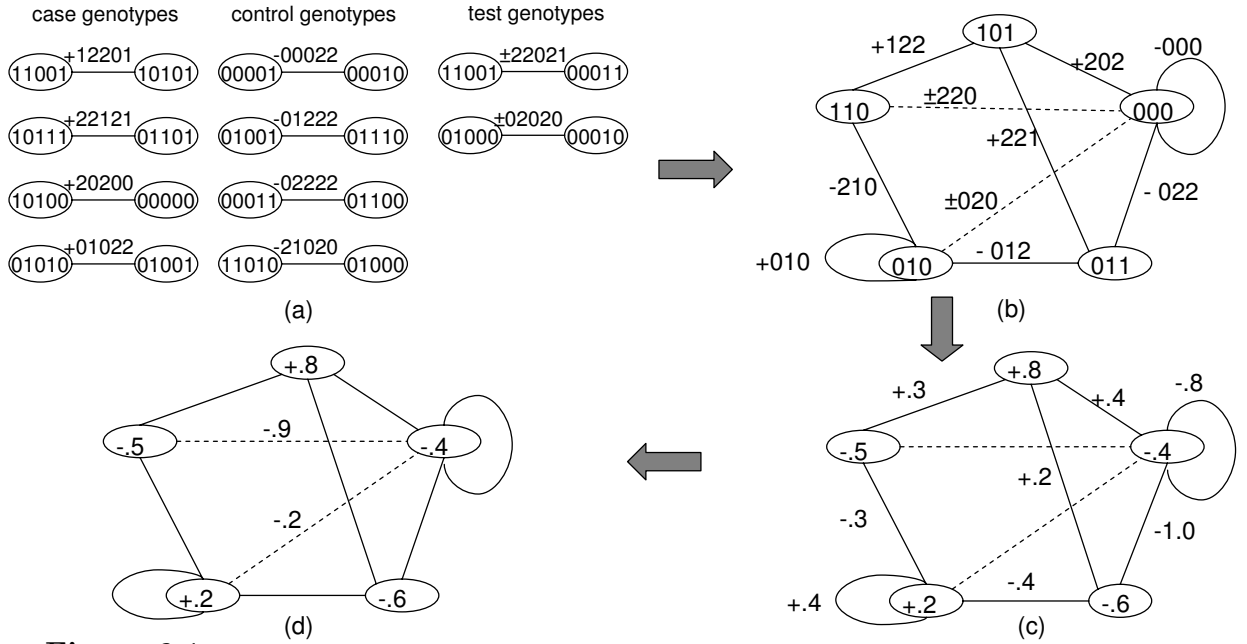 case genotypes
control genotypes
test genotypes
11001 +12201 10101
00001 -00022 00010
11001 ±22021 00011
10111 +22121 01101
01001 -01222 01110
01000 ±02020 00010
10100 +20200 00000
00011 -02222 01100
01010 +01022 01001
11010 -21020 01000
(a)
101
+122
+202
-000
110
±220
000
+221
-210
±020
- 022
+010
010
- 012
011
(b)
+.8
-.5
-.9
-.4
-.2
+.2
-.6
(d)
+.8
+.3
+.4
-.8
-.5
-.4
+.2
-.3
-1.0
+.4
+.2
-.4
-.6
(c)